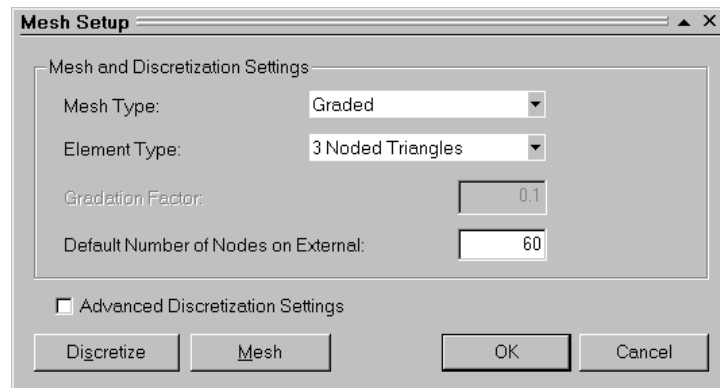 Mesh Setup
Mesh and Discretization Settings
Mesh Type: Graded
Element Type: 3 Noded Triangles
Gradation Factor: 0.1
Default Number of Nodes on External: 60
Advanced Discretization Settings
Discretize Mesh OK Cancel